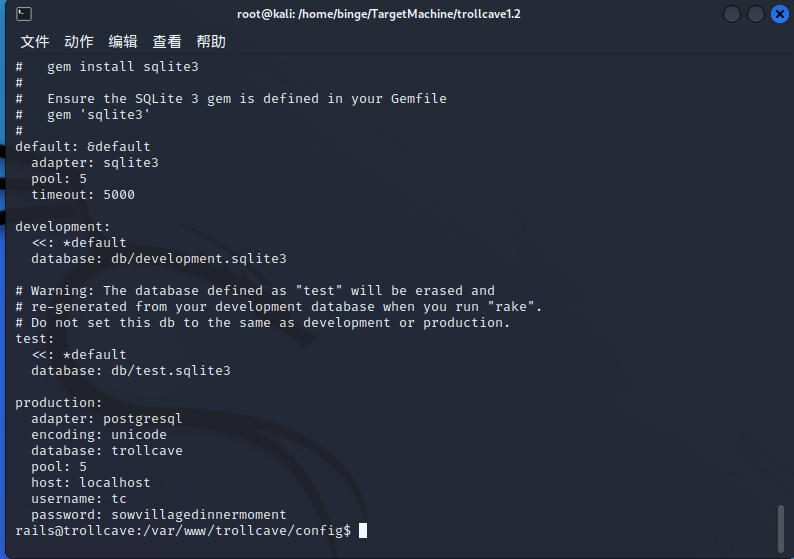 root@kali: /home/binge/TargetMachine/trollcave1.2
文件 动作 编辑 查看 帮助
#   gem install sqlite3
#
#   Ensure the SQLite 3 gem is defined in your Gemfile
#   gem 'sqlite3'
#
default: &default
  adapter: sqlite3
  pool: 5
  timeout: 5000

development:
  <<: *default
  database: db/development.sqlite3

# Warning: The database defined as "test" will be erased and
# re-generated from your development database when you run "rake".
# Do not set this db to the same as development or production.
test:
  <<: *default
  database: db/test.sqlite3

production:
  adapter: postgresql
  encoding: unicode
  database: trollcave
  pool: 5
  host: localhost
  username: tc
  password: sowvillagedinnermoment
rails@trollcave:/var/www/trollcave/config$